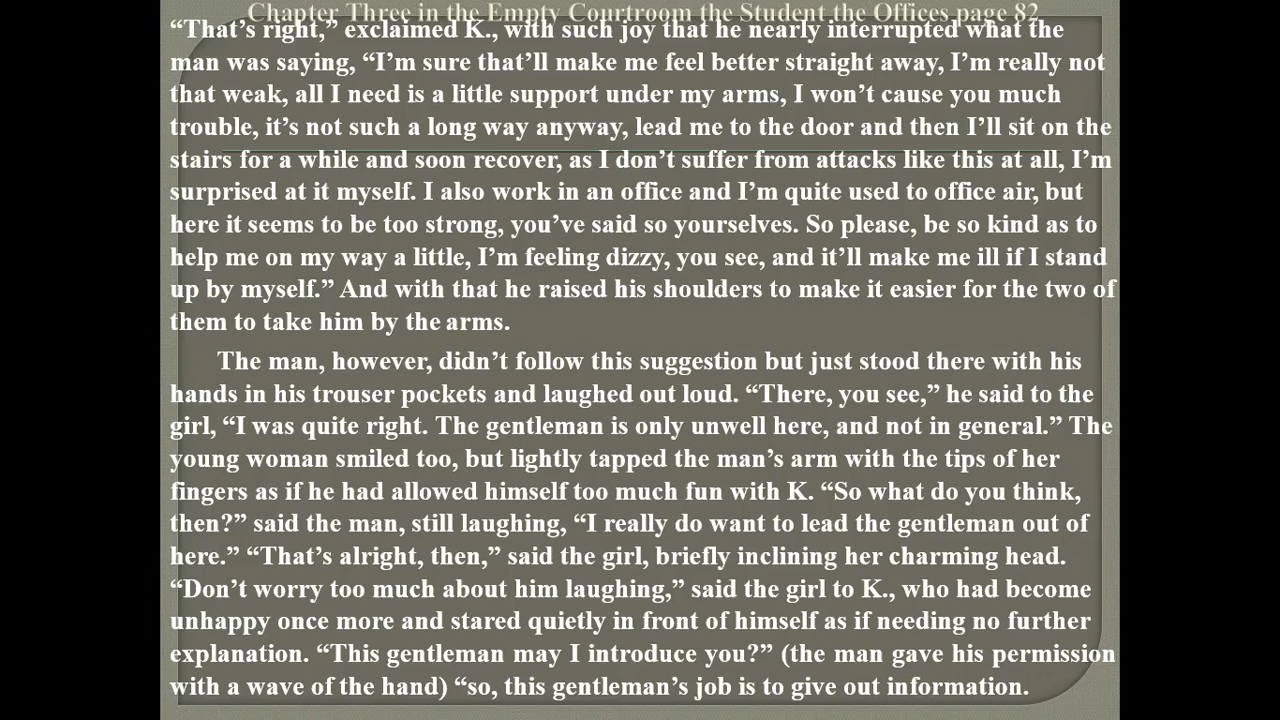 Chapter Three in the Empty Courtroom the Student the Offices page 82
“That’s right,” exclaimed K., with such joy that he nearly interrupted what the
man was saying, “I’m sure that’ll make me feel better straight away, I’m really not
that weak, all I need is a little support under my arms, I won’t cause you much
trouble, it’s not such a long way anyway, lead me to the door and then I’ll sit on the
stairs for a while and soon recover, as I don’t suffer from attacks like this at all, I’m
surprised at it myself. I also work in an office and I’m quite used to office air, but
here it seems to be too strong, you’ve said so yourselves. So please, be so kind as to
help me on my way a little, I’m feeling dizzy, you see, and it’ll make me ill if I stand
up by myself.” And with that he raised his shoulders to make it easier for the two of
them to take him by the arms.
The man, however, didn’t follow this suggestion but just stood there with his
hands in his trouser pockets and laughed out loud. “There, you see,” he said to the
girl, “I was quite right. The gentleman is only unwell here, and not in general.” The
young woman smiled too, but lightly tapped the man’s arm with the tips of her
fingers as if he had allowed himself too much fun with K. “So what do you think,
then?” said the man, still laughing, “I really do want to lead the gentleman out of
here.” “That’s alright, then,” said the girl, briefly inclining her charming head.
“Don’t worry too much about him laughing,” said the girl to K., who had become
unhappy once more and stared quietly in front of himself as if needing no further
explanation. “This gentleman may I introduce you?” (the man gave his permission
with a wave of the hand) “so, this gentleman’s job is to give out information.